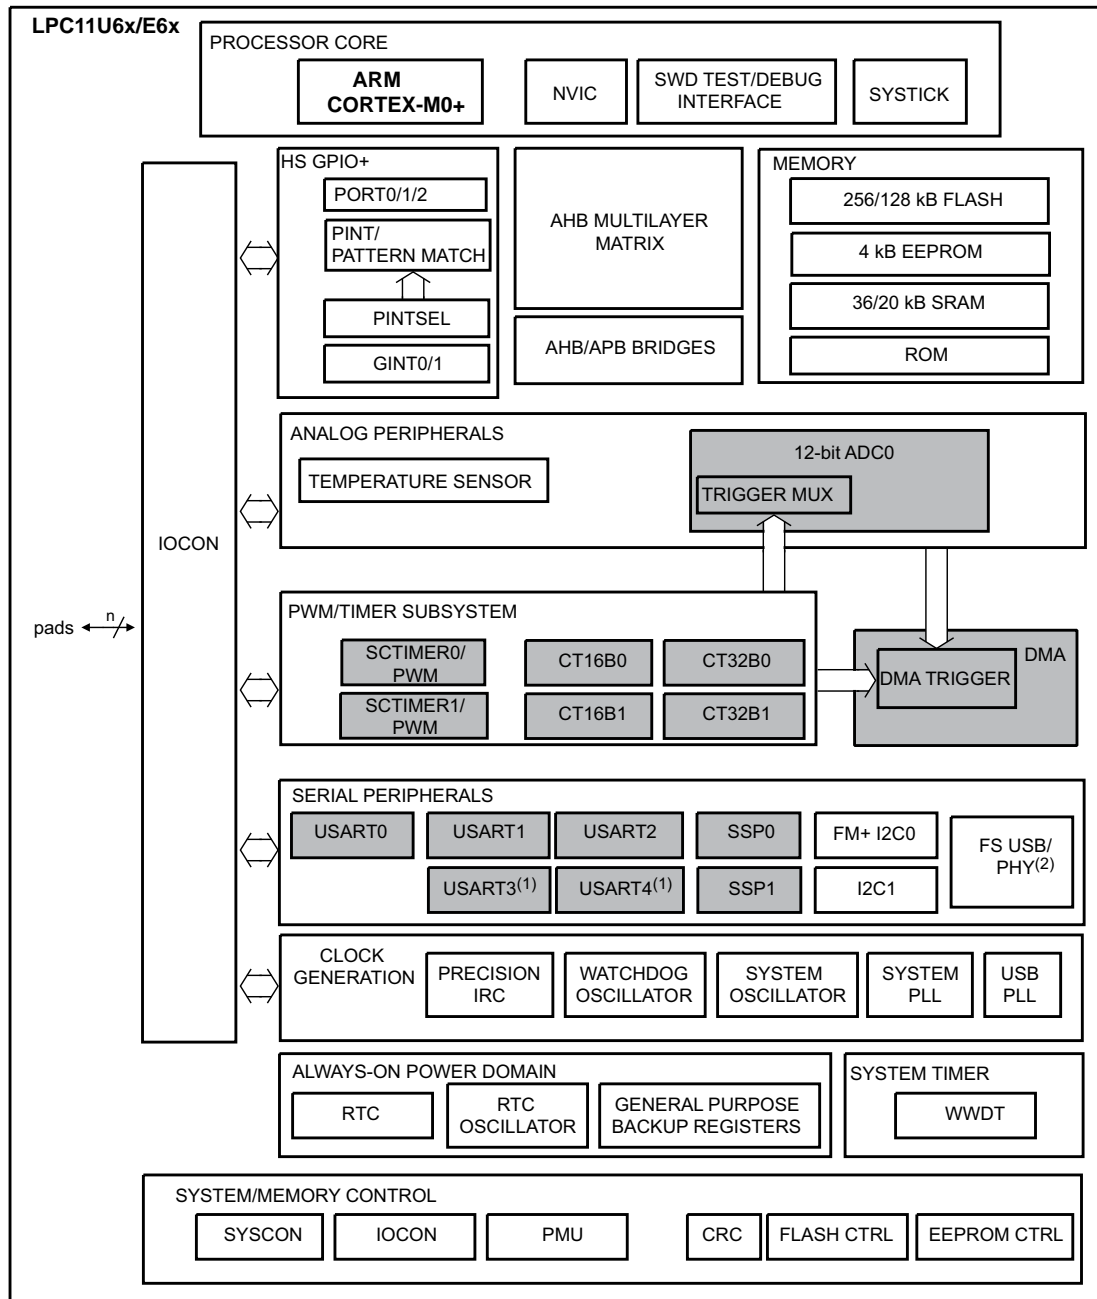 LPC11U6x/E6x
PROCESSOR CORE
ARM
CORTEX-M0+
NVIC
SWD TEST/DEBUG
INTERFACE
SYSTICK
HS GPIO+
PORT0/1/2
PINT/
PATTERN MATCH
PINTSEL
GINT0/1
AHB MULTILAYER
MATRIX
AHB/APB BRIDGES
MEMORY
256/128 kB FLASH
4 kB EEPROM
36/20 kB SRAM
ROM
IOCON
pads
n
ANALOG PERIPHERALS
TEMPERATURE SENSOR
12-bit ADC0
TRIGGER MUX
PWM/TIMER SUBSYSTEM
SCTIMER0/
PWM
CT16B0
CT32B0
SCTIMER1/
PWM
CT16B1
CT32B1
DMA
DMA TRIGGER
SERIAL PERIPHERALS
USART0
USART1
USART2
SSP0
FM+ I2C0
FS USB/
PHY(2)
USART3(1)
USART4(1)
SSP1
I2C1
CLOCK
GENERATION
PRECISION
IRC
WATCHDOG
OSCILLATOR
SYSTEM
OSCILLATOR
SYSTEM
PLL
USB
PLL
ALWAYS-ON POWER DOMAIN
RTC
RTC
OSCILLATOR
GENERAL PURPOSE
BACKUP REGISTERS
SYSTEM TIMER
WWDT
SYSTEM/MEMORY CONTROL
SYSCON
IOCON
PMU
CRC
FLASH CTRL
EEPROM CTRL